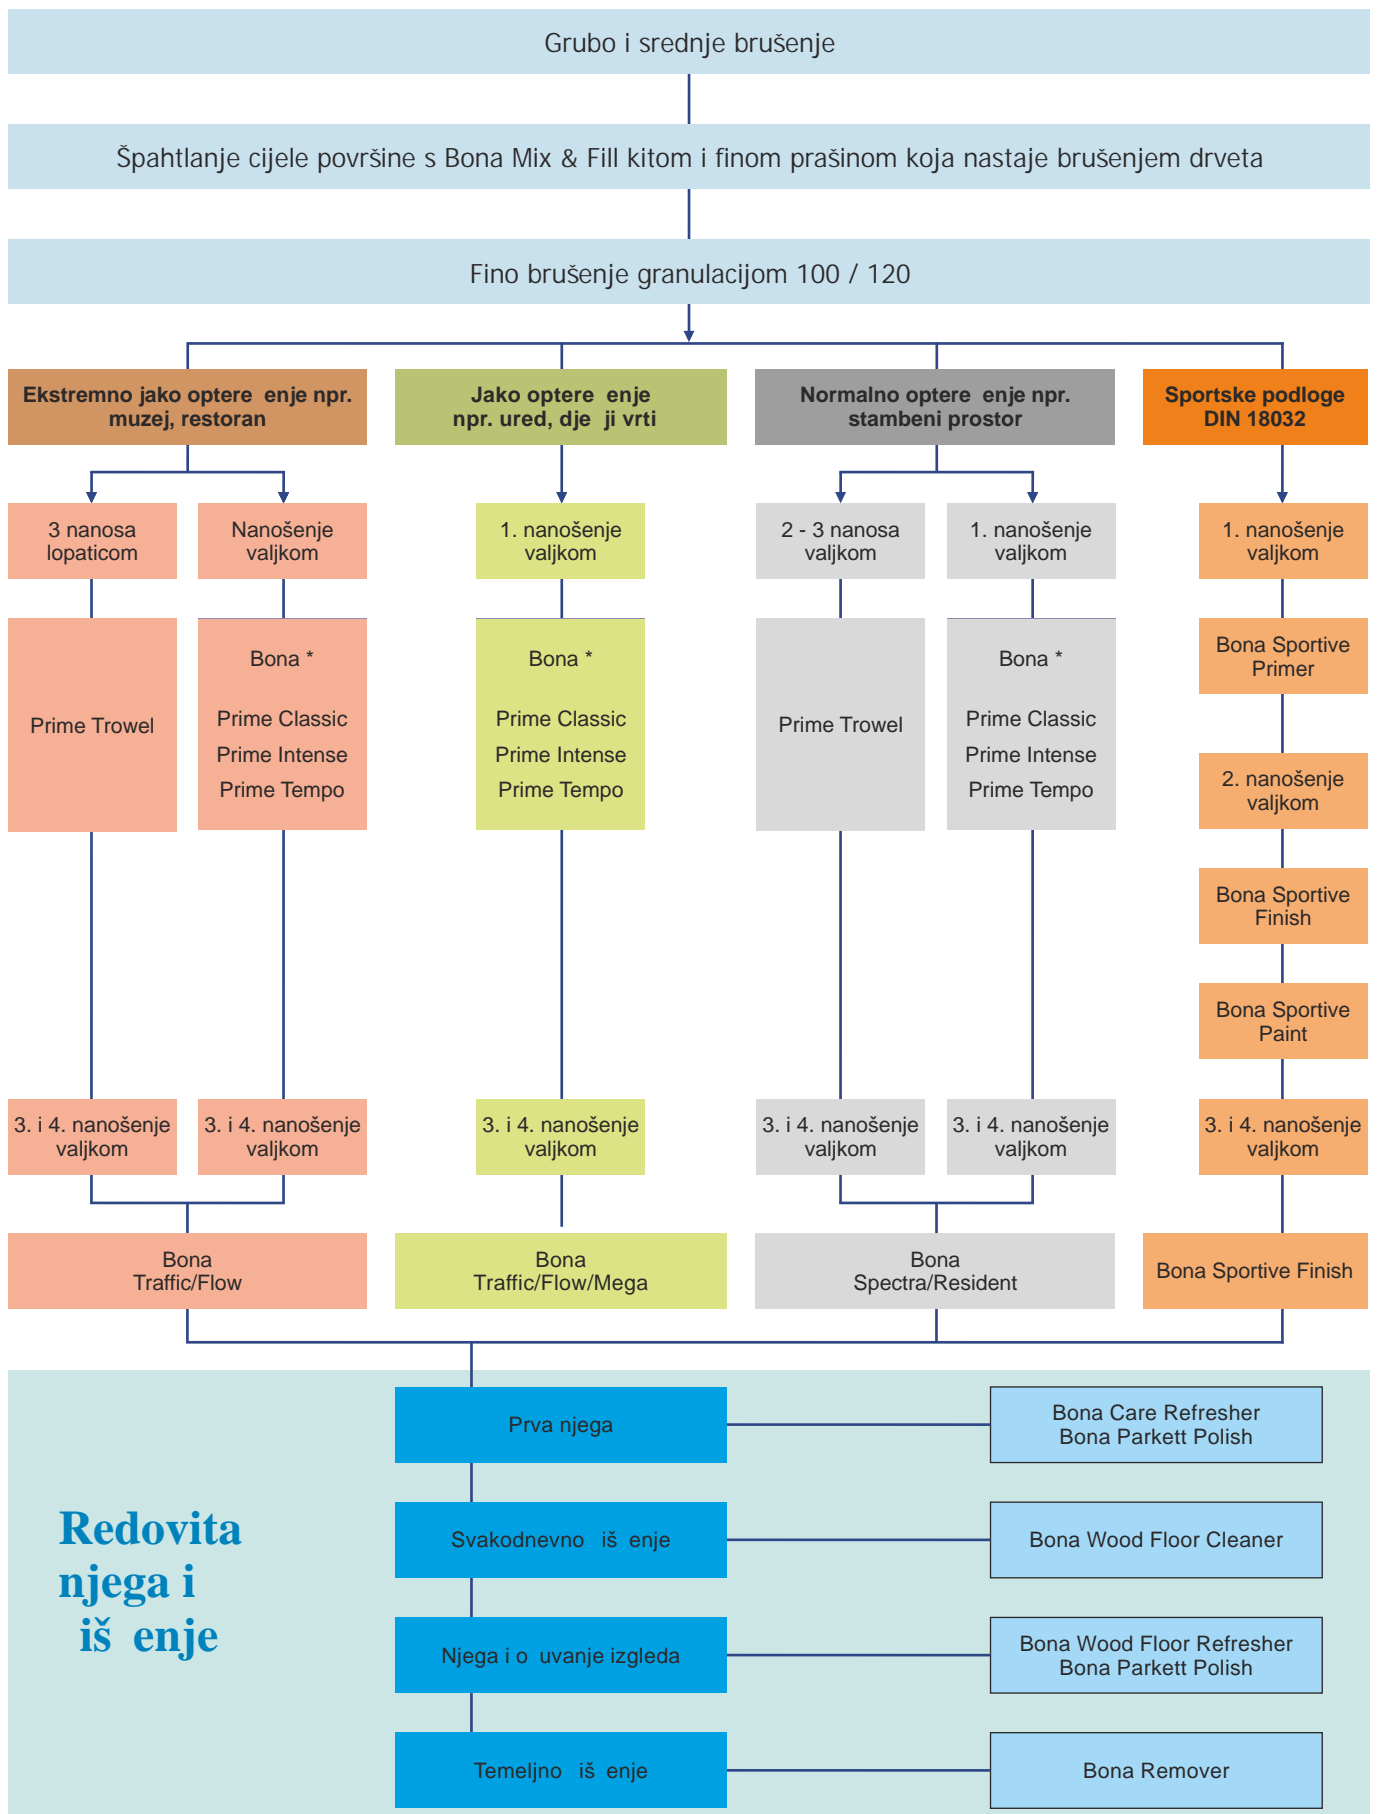 Grubo i srednje brušenje
Špahtlanje cijele površine s Bona Mix & Fill kitom i finom prašinom koja nastaje brušenjem drveta
Fino brušenje granulacijom 100 / 120
Ekstremno jako optere enje npr.
muzej, restoran
Jako optere enje
npr. ured, dje ji vrti
Normalno optere enje npr.
stambeni prostor
Sportske podloge
DIN 18032
3 nanosa
lopaticom
Nanošenje
valjkom
1. nanošenje
valjkom
2 - 3 nanosa
valjkom
1. nanošenje
valjkom
1. nanošenje
valjkom
Prime Trowel
Bona *
Prime Classic
Prime Intense
Prime Tempo
Bona *
Prime Classic
Prime Intense
Prime Tempo
Prime Trowel
Bona *
Prime Classic
Prime Intense
Prime Tempo
Bona Sportive
Primer
2. nanošenje
valjkom
Bona Sportive
Finish
Bona Sportive
Paint
3. i 4. nanošenje
valjkom
3. i 4. nanošenje
valjkom
3. i 4. nanošenje
valjkom
3. i 4. nanošenje
valjkom
3. i 4. nanošenje
valjkom
3. i 4. nanošenje
valjkom
Bona
Traffic/Flow
Bona
Traffic/Flow/Mega
Bona
Spectra/Resident
Bona Sportive Finish
Redovita
njega i
iš enje
Prva njega
Bona Care Refresher
Bona Parkett Polish
Svakodnevno iš enje
Bona Wood Floor Cleaner
Njega i o uvanje izgleda
Bona Wood Floor Refresher
Bona Parkett Polish
Temeljno iš enje
Bona Remover